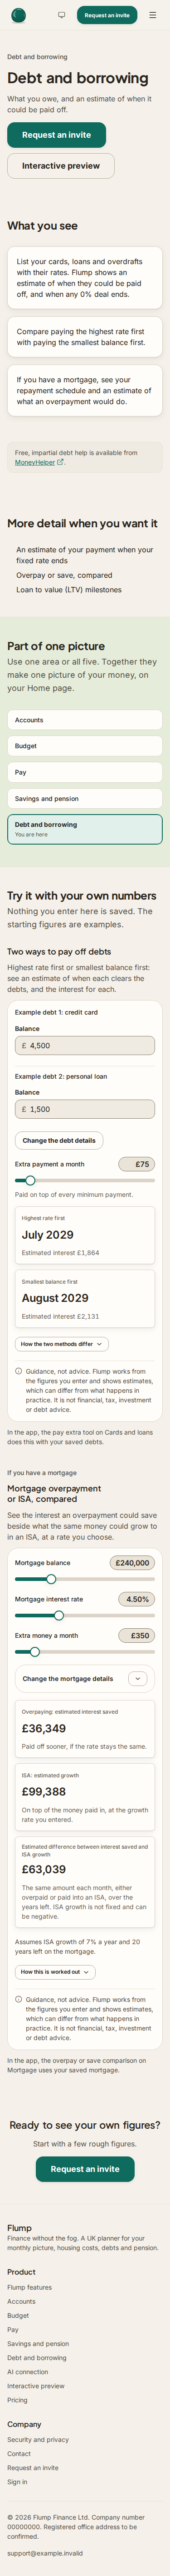 Request an invite
Debt and borrowing
Debt and borrowing
What you owe, and an estimate of when it
could be paid off.
Request an invite
Interactive preview
What you see
List your cards, loans and overdrafts
with their rates. Flump shows an
estimate of when they could be paid
off, and when any 0% deal ends.
Compare paying the highest rate first
with paying the smallest balance first.
If you have a mortgage, see your
repayment schedule and an estimate of
what an overpayment would do.
Free, impartial debt help is available from
MoneyHelper.
More detail when you want it
An estimate of your payment when your
fixed rate ends
Overpay or save, compared
Loan to value (LTV) milestones
Part of one picture
Use one area or all five. Together they
make one picture of your money, on
your Home page.
Accounts
Budget
Pay
Savings and pension
Debt and borrowing
You are here
Try it with your own numbers
Nothing you enter here is saved. The
starting figures are examples.
Two ways to pay off debts
Highest rate first or smallest balance first:
see an estimate of when each clears the
debts, and the interest for each.
Example debt 1: credit card
Balance
£ 4,500
Example debt 2: personal loan
Balance
£ 1,500
Change the debt details
Extra payment a month £75
Paid on top of every minimum payment.
Highest rate first
July 2029
Estimated interest £1,864
Smallest balance first
August 2029
Estimated interest £2,131
How the two methods differ
Guidance, not advice. Flump works from
the figures you enter and shows estimates,
which can differ from what happens in
practice. It is not financial, tax, investment
or debt advice.
In the app, the pay extra tool on Cards and loans
does this with your saved debts.
If you have a mortgage
Mortgage overpayment
or ISA, compared
See the interest an overpayment could save
beside what the same money could grow to
in an ISA, at a rate you choose.
Mortgage balance £240,000
Mortgage interest rate 4.50%
Extra money a month £350
Change the mortgage details
Overpaying: estimated interest saved
£36,349
Paid off sooner, if the rate stays the same.
ISA: estimated growth
£99,388
On top of the money paid in, at the growth
rate you entered.
Estimated difference between interest saved and
ISA growth
£63,039
The same amount each month, either
overpaid or paid into an ISA, over the
years left. ISA growth is not fixed and can
be negative.
Assumes ISA growth of 7% a year and 20
years left on the mortgage.
How this is worked out
Guidance, not advice. Flump works from
the figures you enter and shows estimates,
which can differ from what happens in
practice. It is not financial, tax, investment
or debt advice.
In the app, the overpay or save comparison on
Mortgage uses your saved mortgage.
Ready to see your own figures?
Start with a few rough figures.
Request an invite
Flump
Finance without the fog. A UK planner for your
monthly picture, housing costs, debts and pension.
Product
Flump features
Accounts
Budget
Pay
Savings and pension
Debt and borrowing
AI connection
Interactive preview
Pricing
Company
Security and privacy
Contact
Request an invite
Sign in
© 2026 Flump Finance Ltd. Company number
00000000. Registered office address to be
confirmed.
support@example.invalid